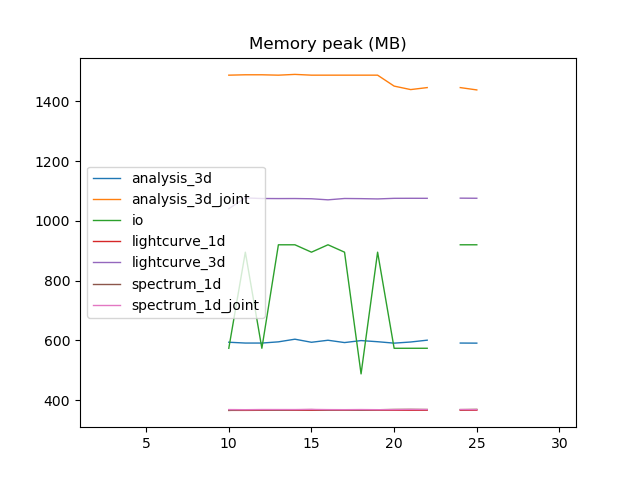 Memory peak (MB)
1400
1200
1000
800
600
400
analysis_3d
analysis_3d_joint
io
lightcurve_1d
lightcurve_3d
spectrum_1d
spectrum_1d_joint
5 10 15 20 25 30